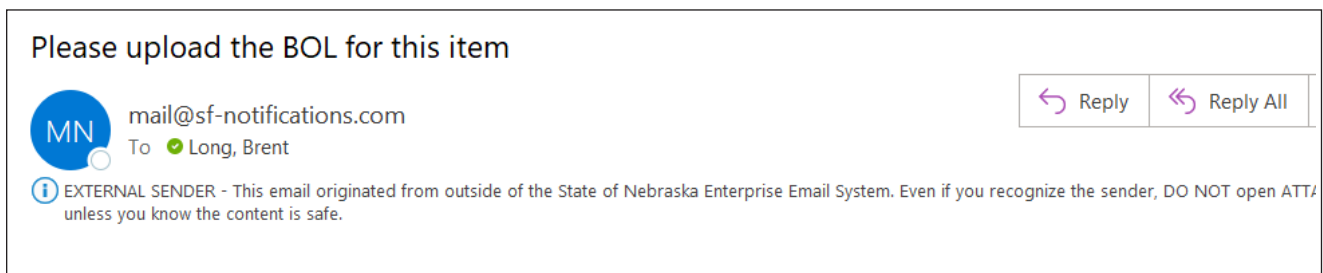 Please upload the BOL for this item
Reply
Reply All
MN
mail@sf-notifications.com
To Long, Brent
EXTERNAL SENDER - This email originated from outside of the State of Nebraska Enterprise Email System. Even if you recognize the sender, DO NOT open
unless you know the content is safe.